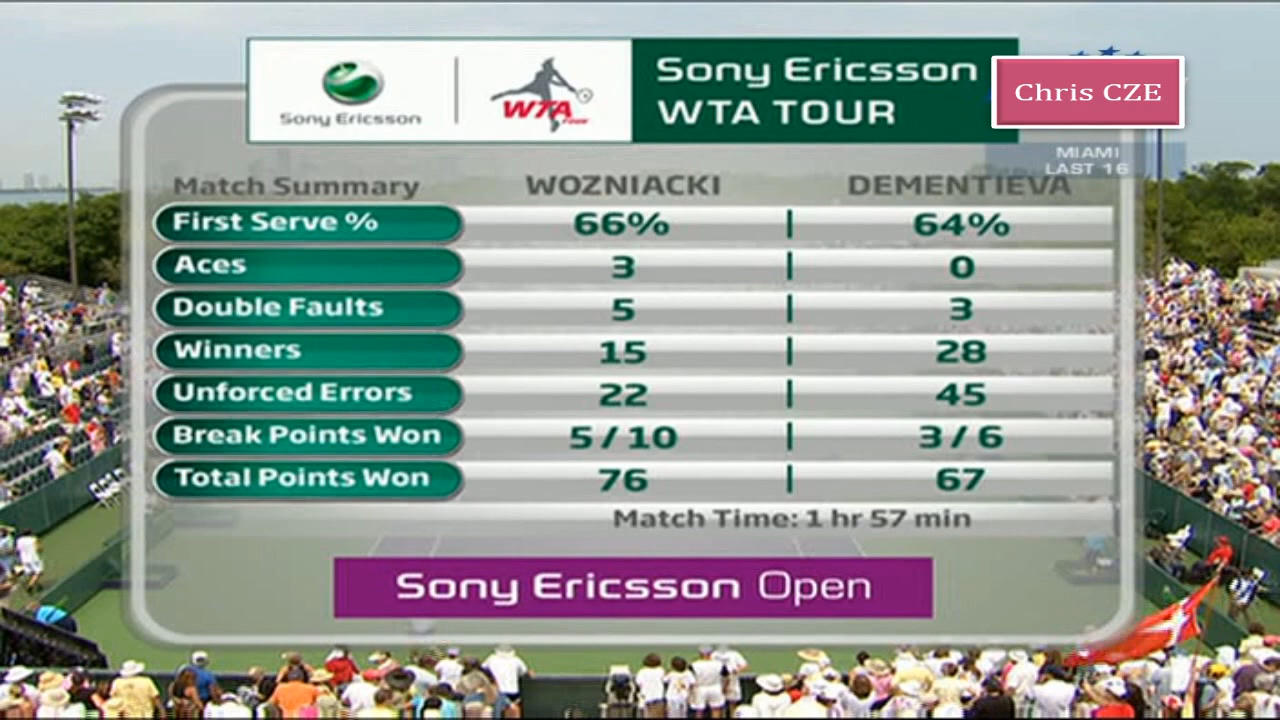 Sony Ericsson
WTA
TOUR
Sony Ericsson
WTA TOUR
Chris CZE
MIAMI
LAST 16
Match Summary WOZNIACKI DEMENTIEVA
First Serve % 66% | 64%
Aces 3 | 0
Double Faults 5 | 3
Winners 15 | 28
Unforced Errors 22 | 45
Break Points Won 5 / 10 | 3 / 6
Total Points Won 76 | 67
Match Time: 1 hr 57 min
Sony Ericsson Open